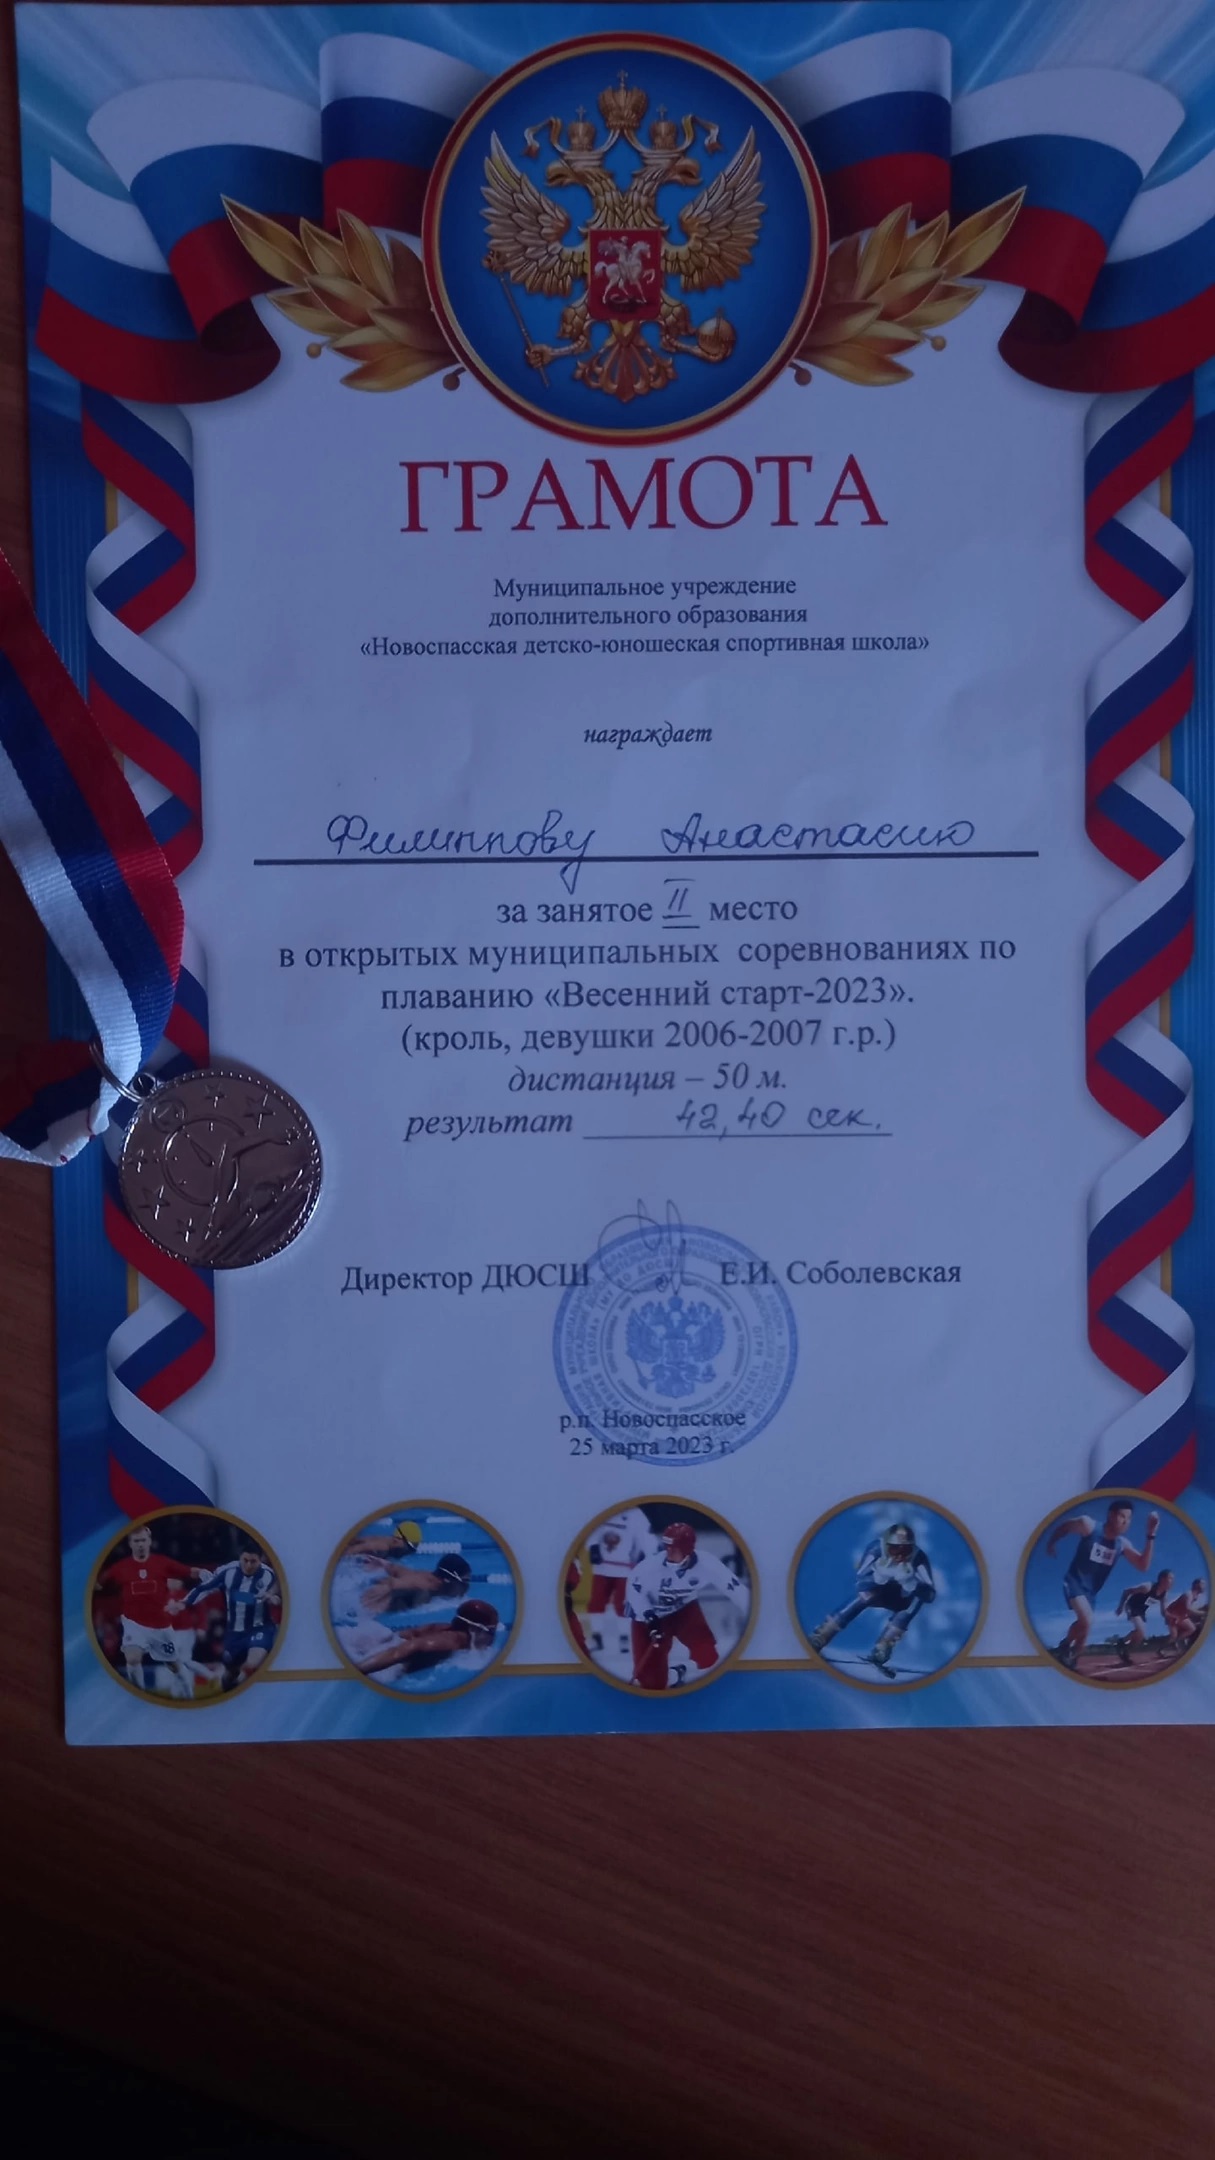 ГРАМОТА
Муниципальное учреждение
дополнительного образования
«Новоспасская детско-юношеская спортивная школа»
награждает
Филиппову Анастасию
за занятое II место
в открытых муниципальных соревнованиях по
плаванию «Весенний старт-2023».
(кроль, девушки 2006-2007 г.р.)
дистанция – 50 м.
результат 42,40 сек.
Директор ДЮСШ Е.И. Соболевская
р.п. Новоспасское
25 марта 2023 г.